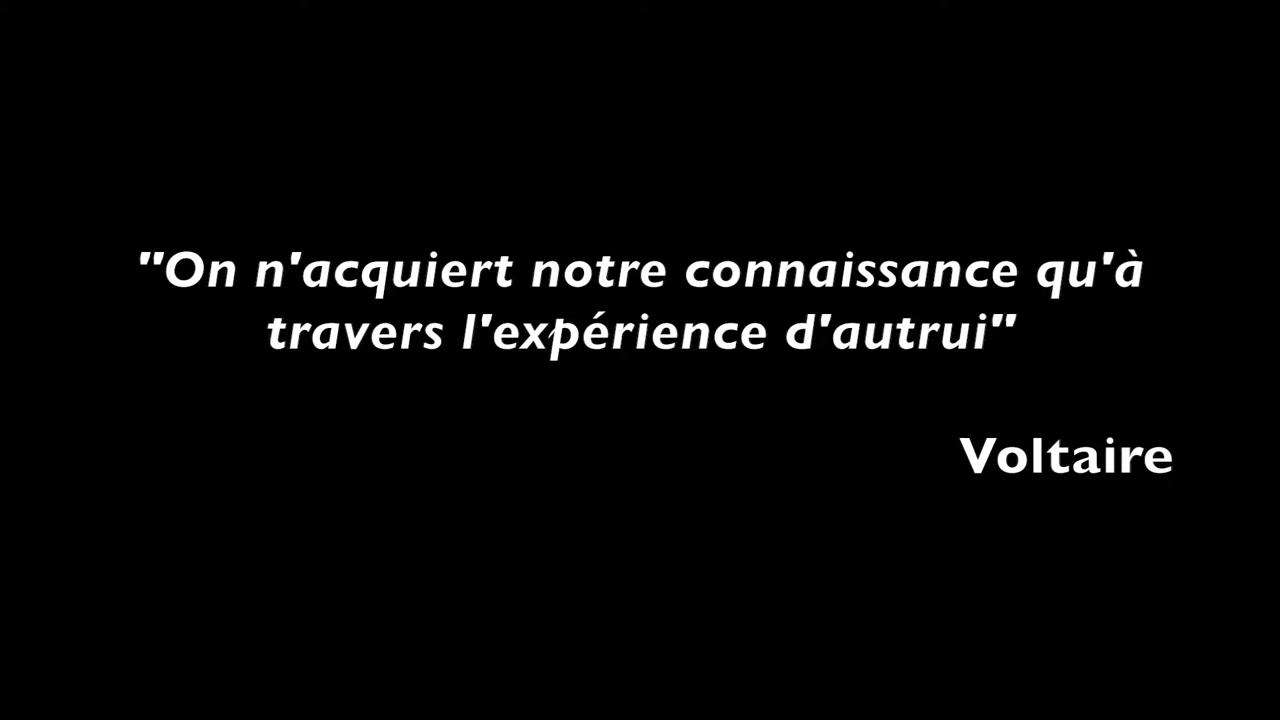 "On n'acquiert notre connaissance qu'à
travers l'expérience d'autrui"
Voltaire